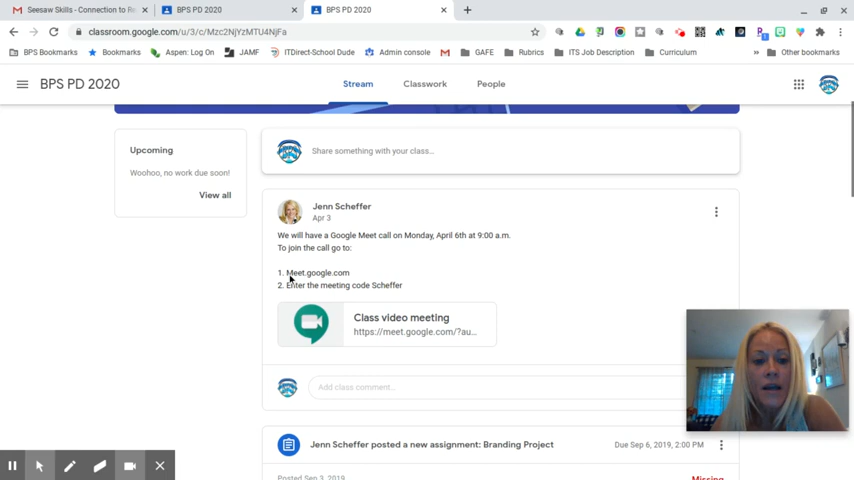 Seesaw Skills - Connection to Re
BPS PD 2020
BPS PD 2020
classroom.google.com/u/3/c/Mzc2NjYzMTU4NjFa
BPS Bookmarks
Bookmarks
Aspen: Log On
JAMF
ITDirect-School Dude
Admin console
GAFE
Rubrics
ITS Job Description
Curriculum
»
Other bookmarks
BPS PD 2020
Stream
Classwork
People
Upcoming
Woohoo, no work due soon!
View all
Share something with your class...
Jenn Scheffer
Apr 3
We will have a Google Meet call on Monday, April 6th at 9:00 a.m.
To join the call go to:
1. Meet.google.com
2. Enter the meeting code Scheffer
Class video meeting
https://meet.google.com/?au...
Add class comment...
Jenn Scheffer posted a new assignment: Branding Project
Due Sep 6, 2019, 2:00 PM
Posted Sep 3, 2019
Missing